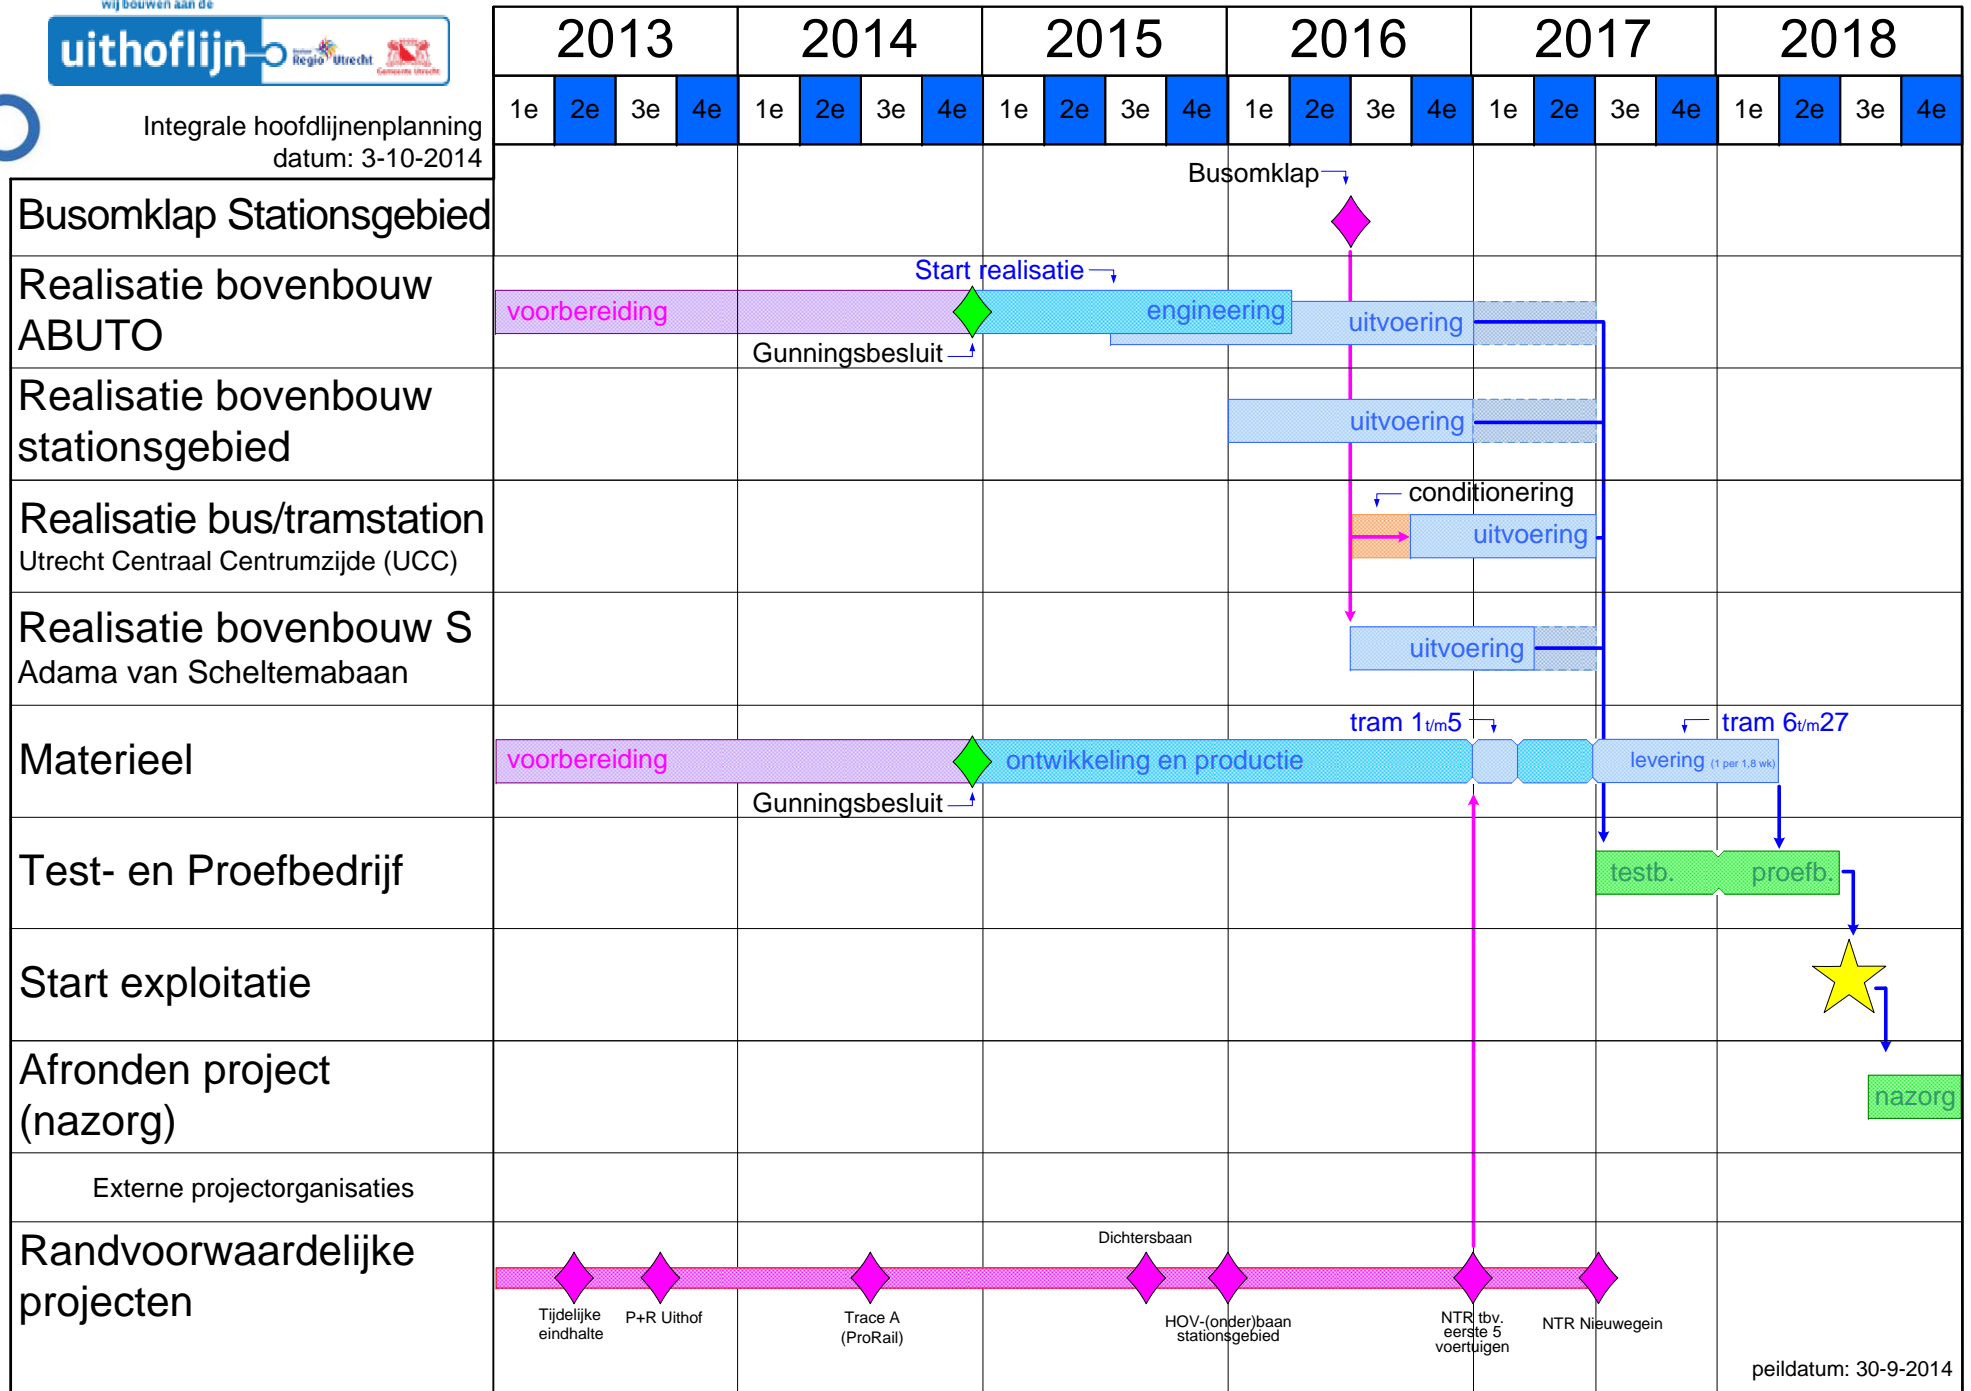 wij bouwen aan de
uithoflijn
Regio Utrecht
Gemeente Utrecht
Integrale hoofdlijnenplanning
datum: 3-10-2014
2013 2014 2015 2016 2017 2018
1e 2e 3e 4e 1e 2e 3e 4e 1e 2e 3e 4e 1e 2e 3e 4e 1e 2e 3e 4e 1e 2e 3e 4e
Busomklap
Busomklap Stationsgebied
Realisatie bovenbouw
ABUTO
Start realisatie
voorbereiding
engineering
uitvoering
Gunningsbesluit
Realisatie bovenbouw
stationsgebied
uitvoering
Realisatie bus/tramstation
Utrecht Centraal Centrumzijde (UCC)
conditionering
uitvoering
Realisatie bovenbouw S
Adama van Scheltemabaan
uitvoering
Materieel
tram 1t/m5
tram 6t/m27
voorbereiding
ontwikkeling en productie
levering (1 per 1,8 wk)
Gunningsbesluit
Test- en Proefbedrijf
testb.
proefb.
Start exploitatie
Afronden project
(nazorg)
nazorg
Externe projectorganisaties
Randvoorwaardelijke
projecten
Dichtersbaan
Tijdelijke
eindhalte
P+R Uithof
Trace A
(ProRail)
HOV-(onder)baan
stationsgebied
NTR tbv.
eerste 5
voertuigen
NTR Nieuwegein
peildatum: 30-9-2014